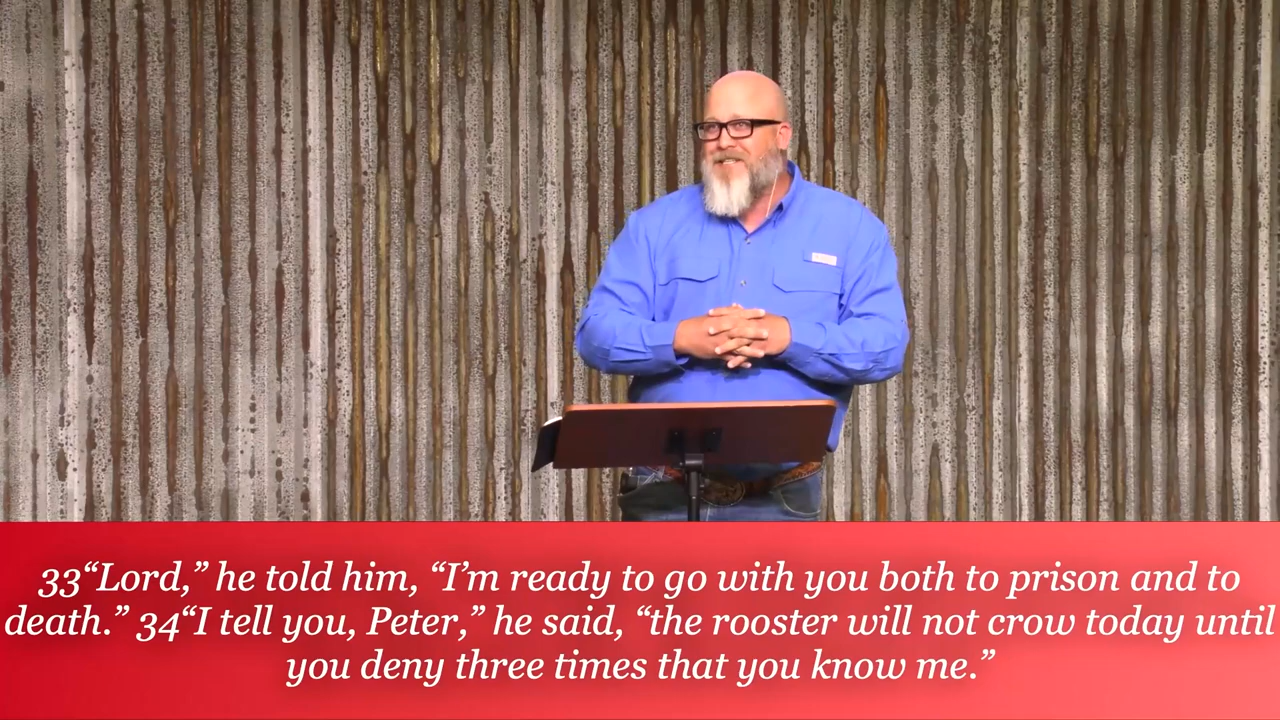 33“Lord,” he told him, “I’m ready to go with you both to prison and to
death.” 34“I tell you, Peter,” he said, “the rooster will not crow today until
you deny three times that you know me.”